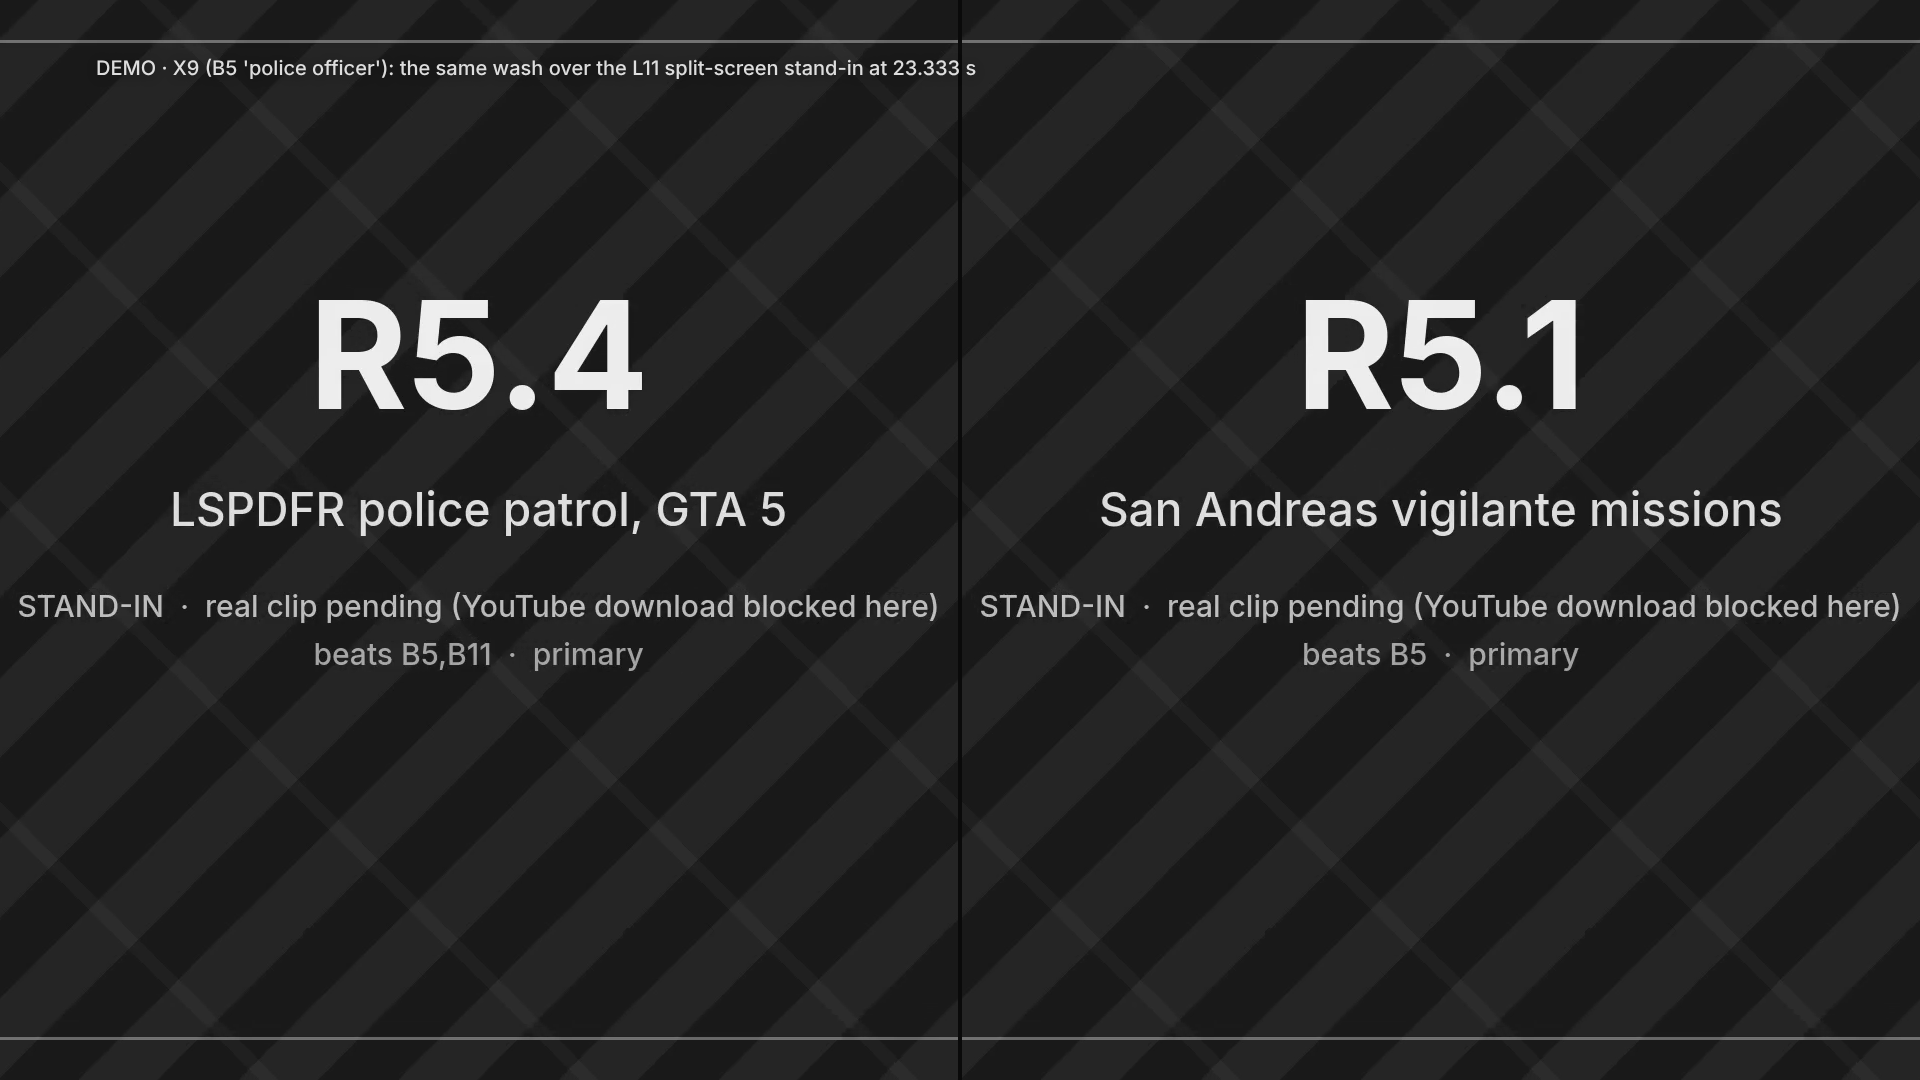 DEMO · X9 (B5 'police officer'): the same wash over the L11 split-screen stand-in at 23.333 s
R5.4
LSPDFR police patrol, GTA 5
STAND-IN · real clip pending (YouTube download blocked here)
beats B5,B11 · primary
R5.1
San Andreas vigilante missions
STAND-IN · real clip pending (YouTube download blocked here)
beats B5 · primary